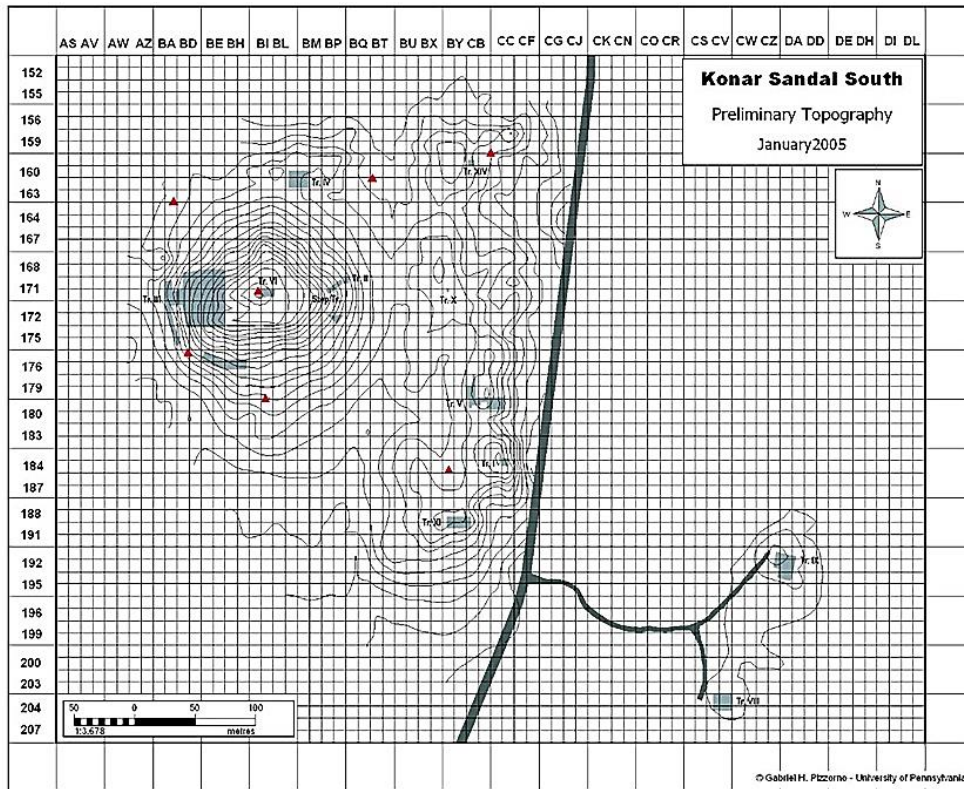 AS AV AW AZ BA BD BE BH BI BL BM BP BQ BT BU BX BY CB CC CF CG CJ CK CN CO CR CS CV CW CZ DA DD DE DH DI DL
Konar Sandal South
Preliminary Topography
January2005
152
155
156
159
160
163
164
167
168
171
172
175
176
179
180
183
184
187
188
191
192
195
196
199
200
203
204
207
N
W E
S
Tr. XIV
Tr. IV
Tr. VI
Tr. II
Tr. III
Tr. X
Tr. V
Tr. XI
Tr. IX
Tr. VIII
50 0 50 100
1:3,678 metres
© Gabriel H. Pizzorno - University of Pennsylvania